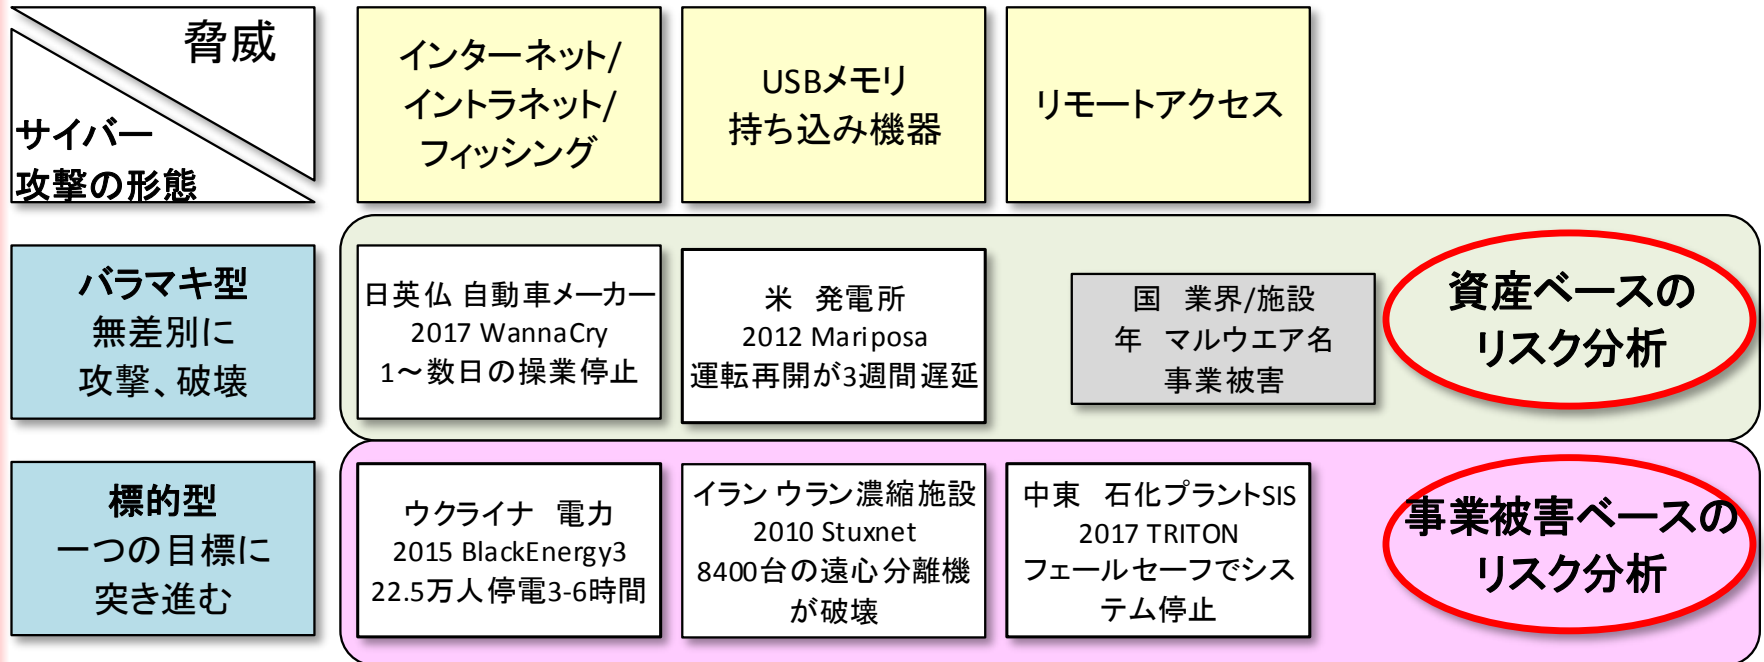 脅威
サイバー
攻撃の形態
インターネット/
イントラネット/
フィッシング
USBメモリ
持ち込み機器
リモートアクセス
バラマキ型
無差別に
攻撃、破壊
日英仏 自動車メーカー
2017 WannaCry
1～数日の操業停止
米 発電所
2012 Mariposa
運転再開が3週間遅延
国 業界/施設
年 マルウエア名
事業被害
資産ベースの
リスク分析
標的型
一つの目標に
突き進む
ウクライナ 電力
2015 BlackEnergy3
22.5万人停電3-6時間
イラン ウラン濃縮施設
2010 Stuxnet
8400台の遠心分離機
が破壊
中東 石化プラントSIS
2017 TRITON
フェールセーフでシス
テム停止
事業被害ベースの
リスク分析